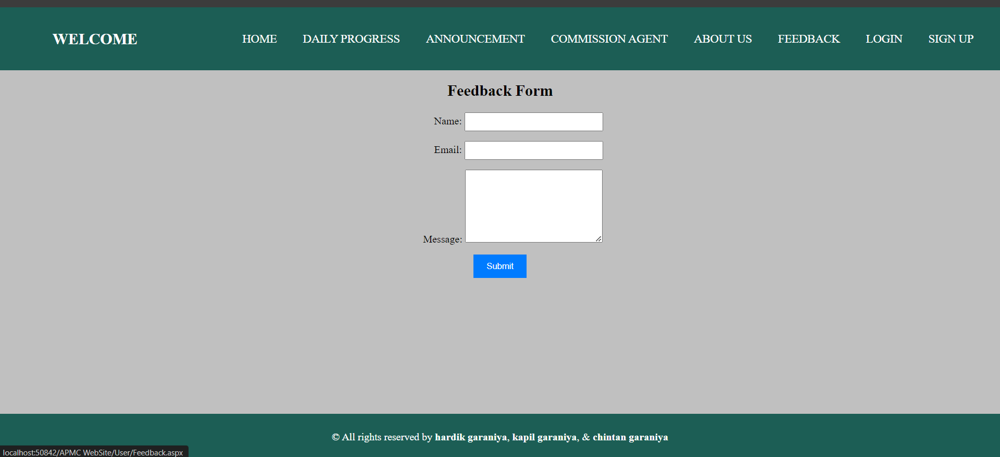 WELCOME HOME DAILY PROGRESS ANNOUNCEMENT COMMISSION AGENT ABOUT US FEEDBACK LOGIN SIGN UP
Feedback Form
Name:
Email:
Message:
Submit
© All rights reserved by hardik garaniya, kapil garaniya, & chintan garaniya
localhost:50842/APMC WebSite/User/Feedback.aspx